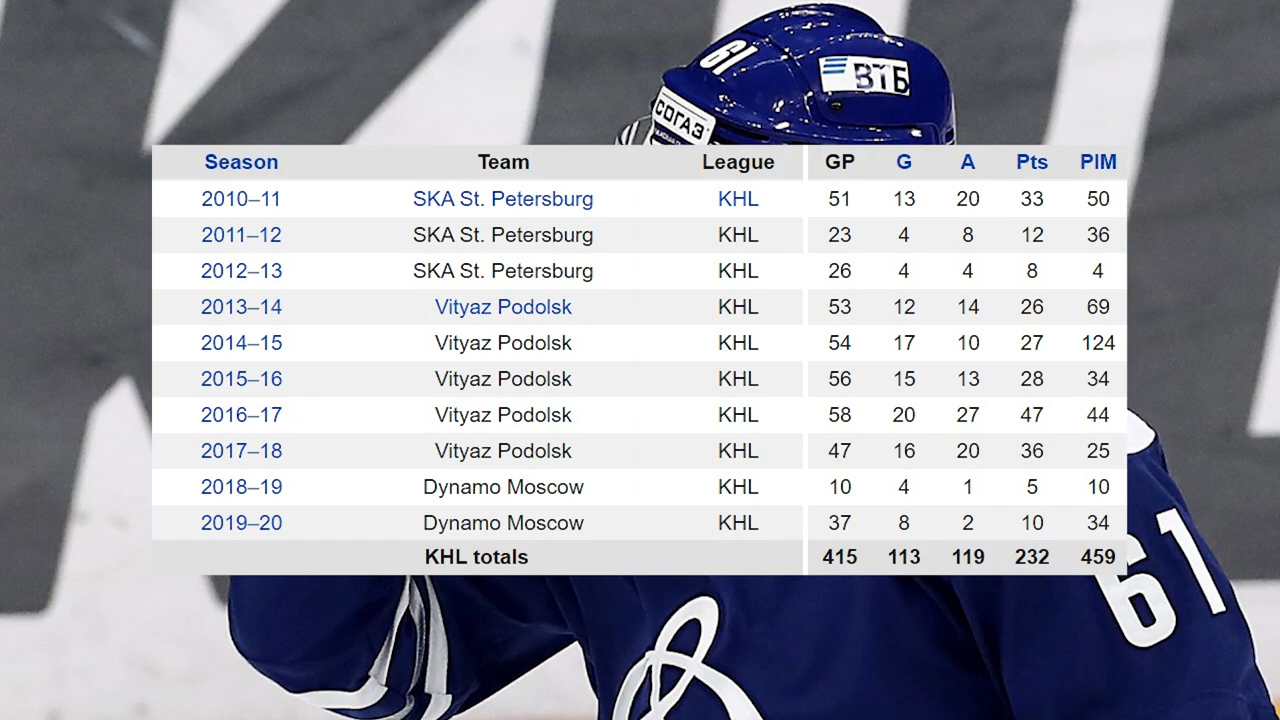 61
ВТБ
СОГАЗ
Season Team League GP G A Pts PIM
2010–11 SKA St. Petersburg KHL 51 13 20 33 50
2011–12 SKA St. Petersburg KHL 23 4 8 12 36
2012–13 SKA St. Petersburg KHL 26 4 4 8 4
2013–14 Vityaz Podolsk KHL 53 12 14 26 69
2014–15 Vityaz Podolsk KHL 54 17 10 27 124
2015–16 Vityaz Podolsk KHL 56 15 13 28 34
2016–17 Vityaz Podolsk KHL 58 20 27 47 44
2017–18 Vityaz Podolsk KHL 47 16 20 36 25
2018–19 Dynamo Moscow KHL 10 4 1 5 10
2019–20 Dynamo Moscow KHL 37 8 2 10 34
KHL totals 415 113 119 232 459
61